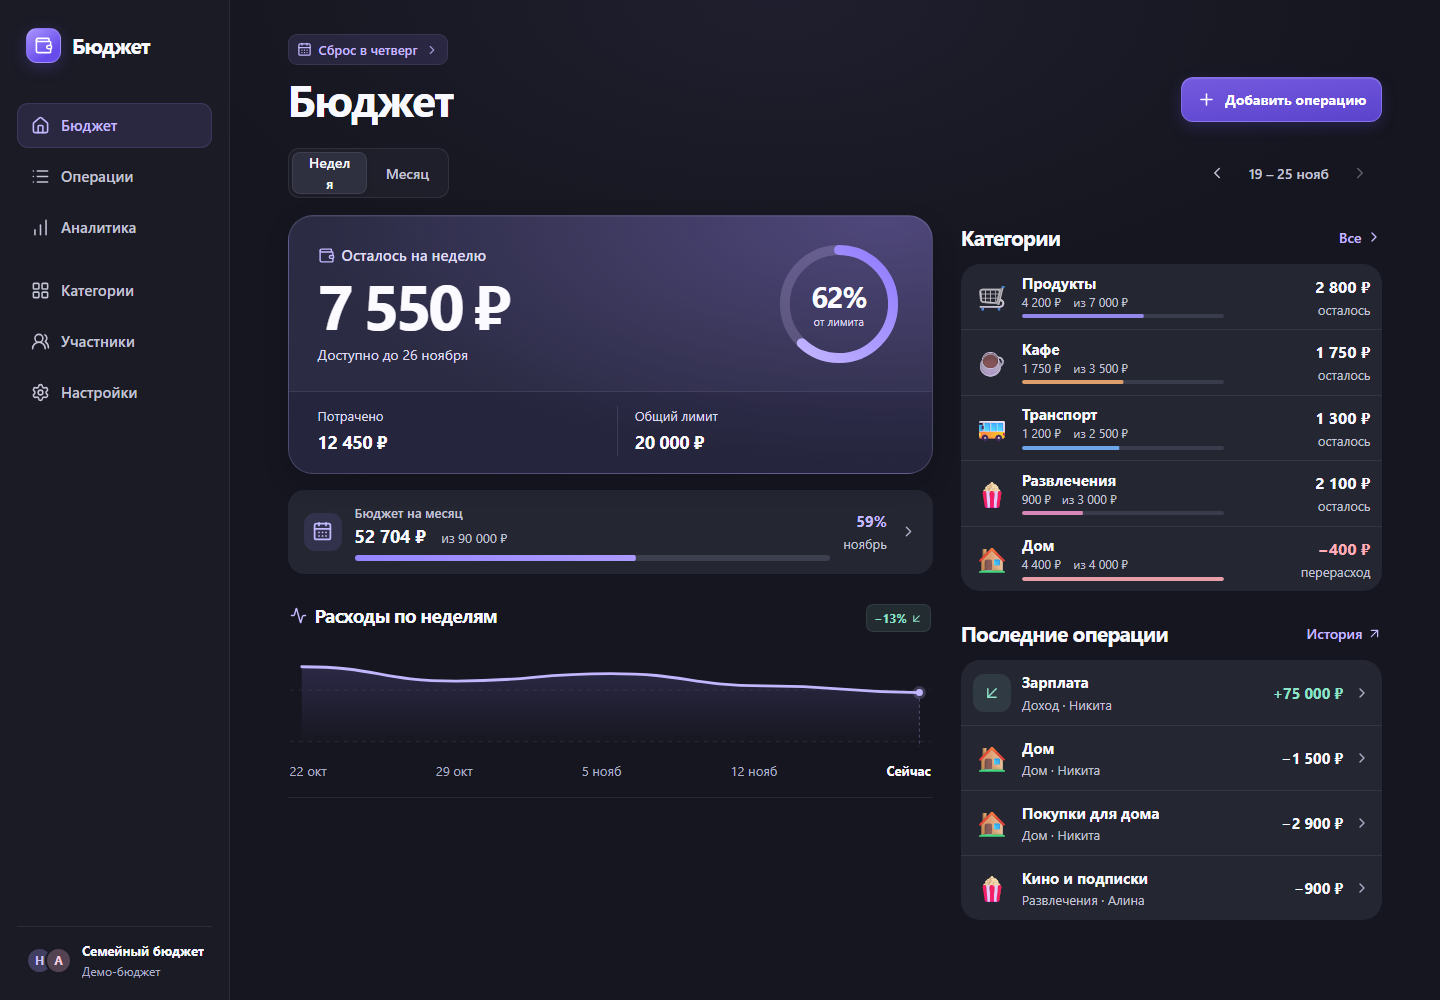 Бюджет
Бюджет
Операции
Аналитика
Категории
Участники
Настройки
Н А
Семейный бюджет
Демо-бюджет
Сброс в четверг
Бюджет
Добавить операцию
Недел
я
Месяц
19 – 25 нояб
Осталось на неделю
7 550 ₽
Доступно до 26 ноября
62%
от лимита
Потрачено
12 450 ₽
Общий лимит
20 000 ₽
Бюджет на месяц
52 704 ₽ из 90 000 ₽
59%
ноябрь
Расходы по неделям
−13%
22 окт 29 окт 5 нояб 12 нояб Сейчас
Категории
Все
Продукты
4 200 ₽ из 7 000 ₽
2 800 ₽
осталось
Кафе
1 750 ₽ из 3 500 ₽
1 750 ₽
осталось
Транспорт
1 200 ₽ из 2 500 ₽
1 300 ₽
осталось
Развлечения
900 ₽ из 3 000 ₽
2 100 ₽
осталось
Дом
4 400 ₽ из 4 000 ₽
−400 ₽
перерасход
Последние операции
История
Зарплата
Доход · Никита
+75 000 ₽
Дом
Дом · Никита
−1 500 ₽
Покупки для дома
Дом · Никита
−2 900 ₽
Кино и подписки
Развлечения · Алина
−900 ₽